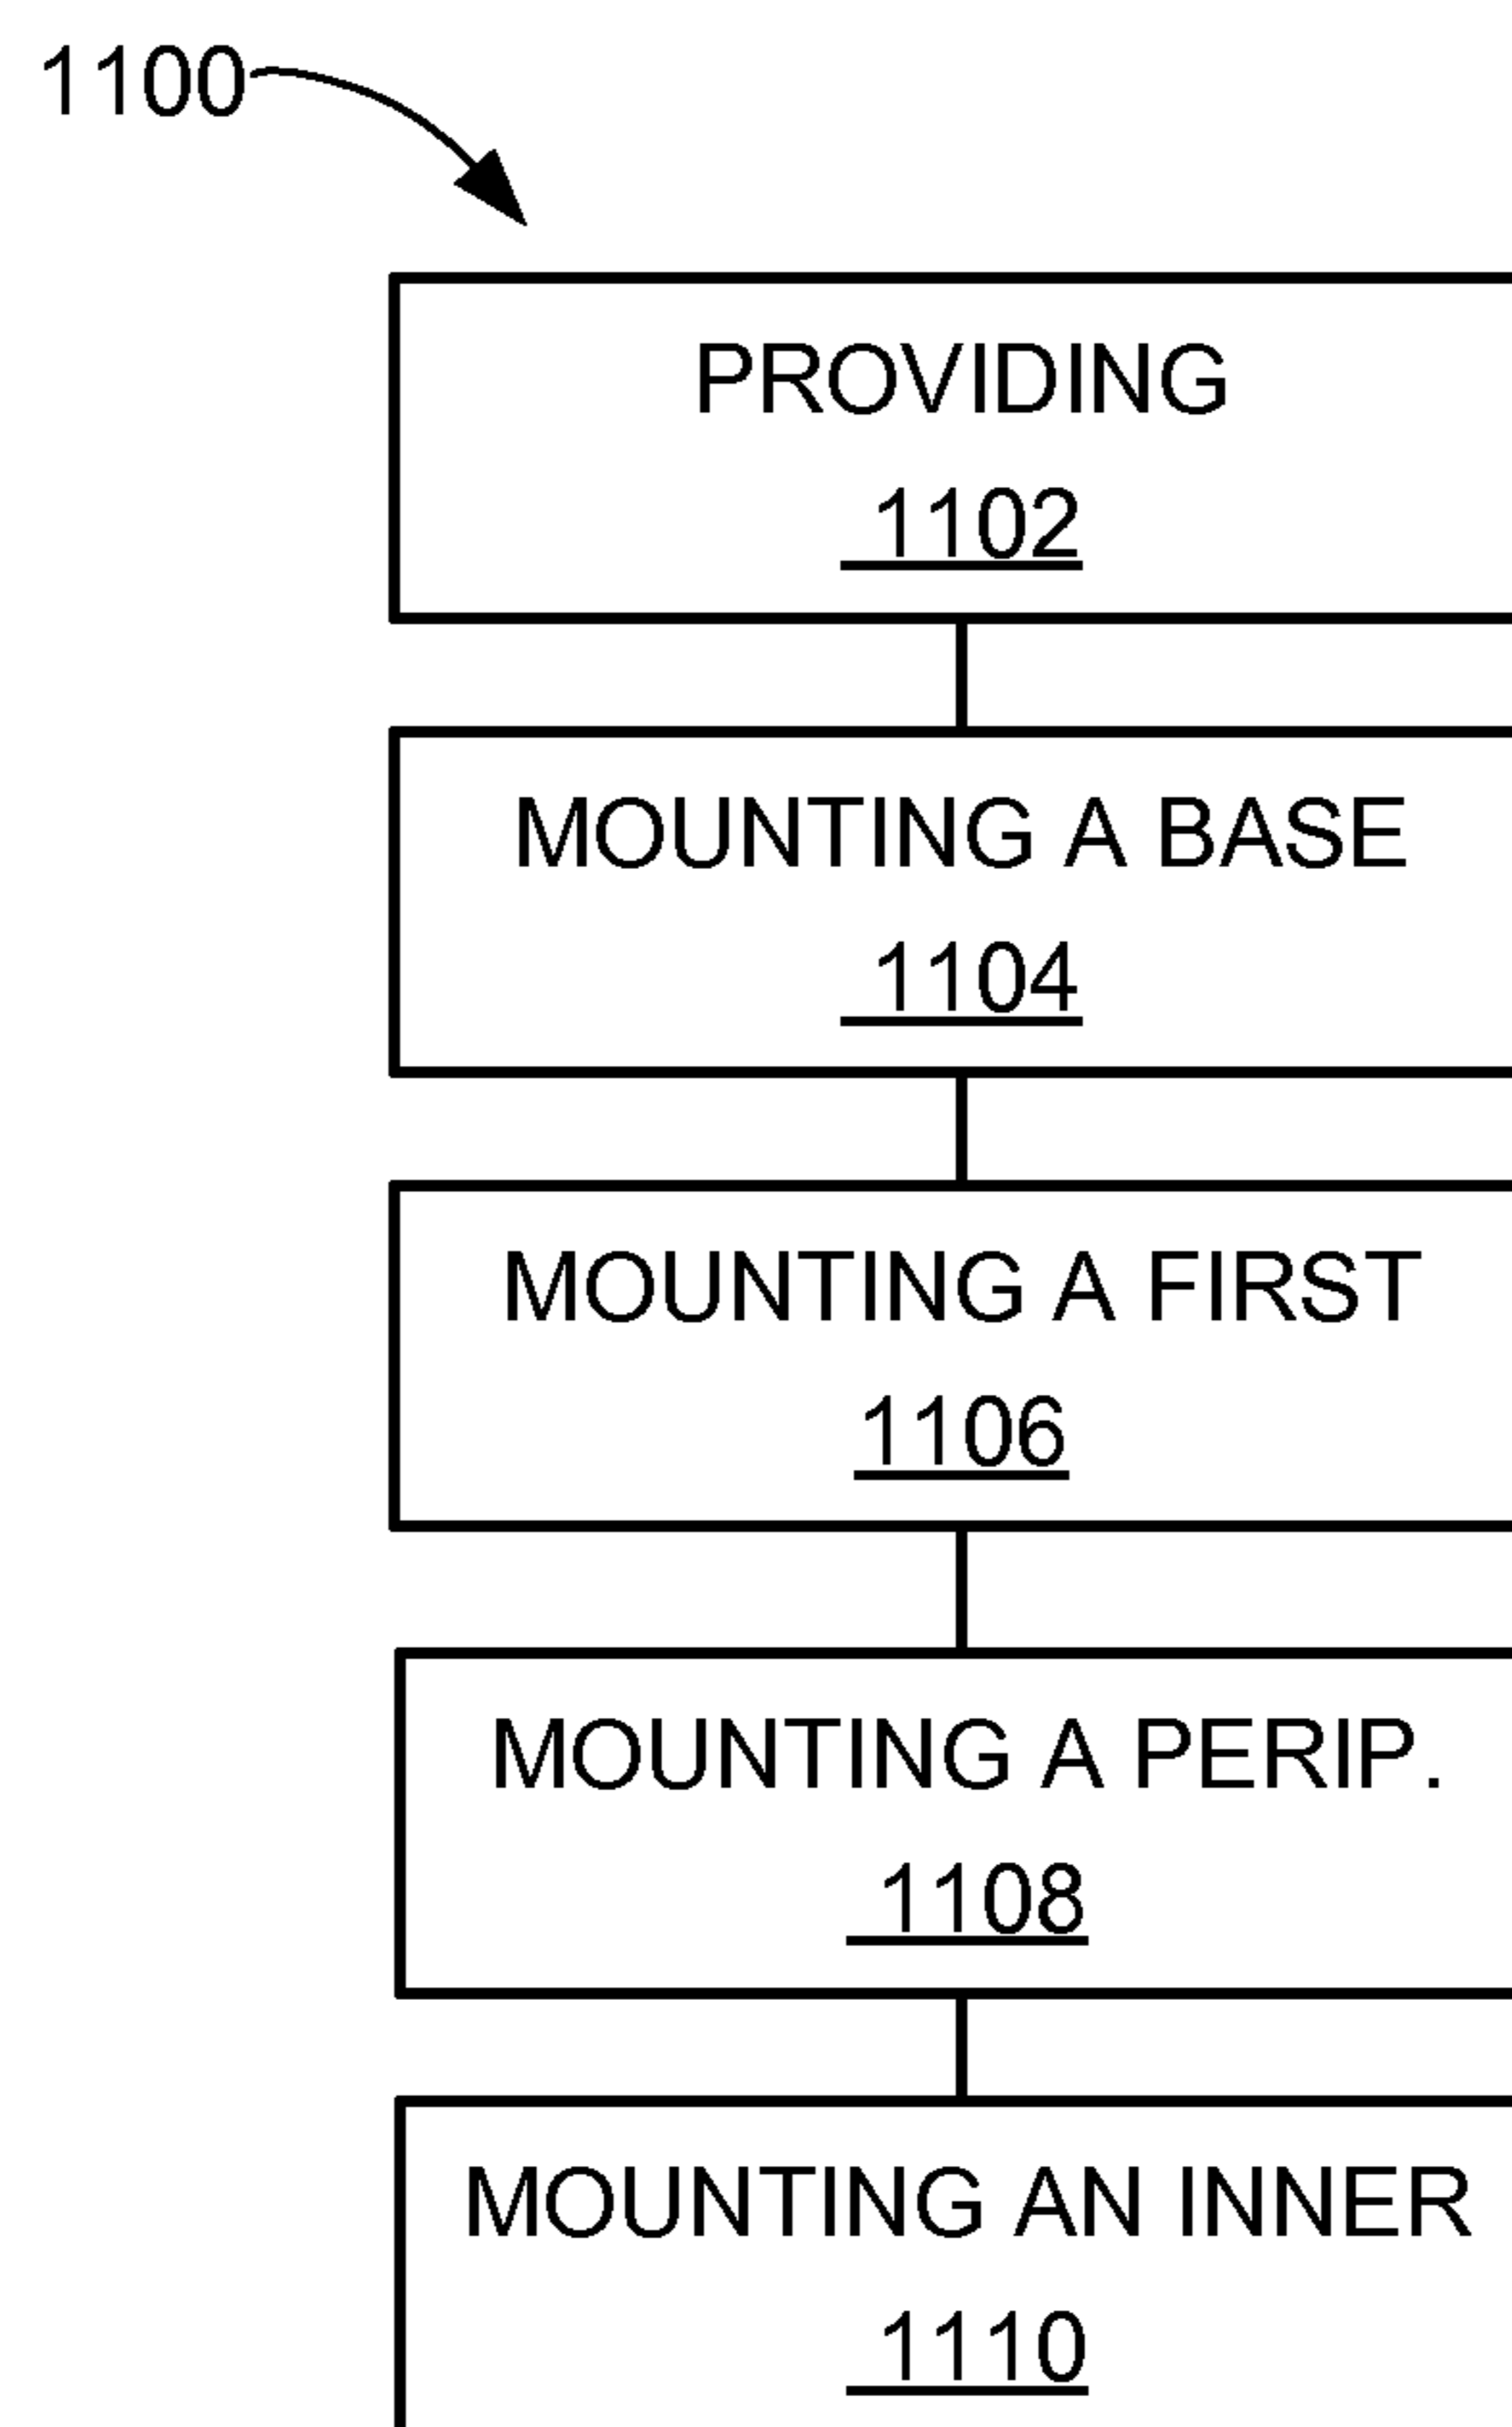 1100
PROVIDING
1102
MOUNTING A BASE
1104
MOUNTING A FIRST
1106
MOUNTING A PERIP.
1108
MOUNTING AN INNER
1110